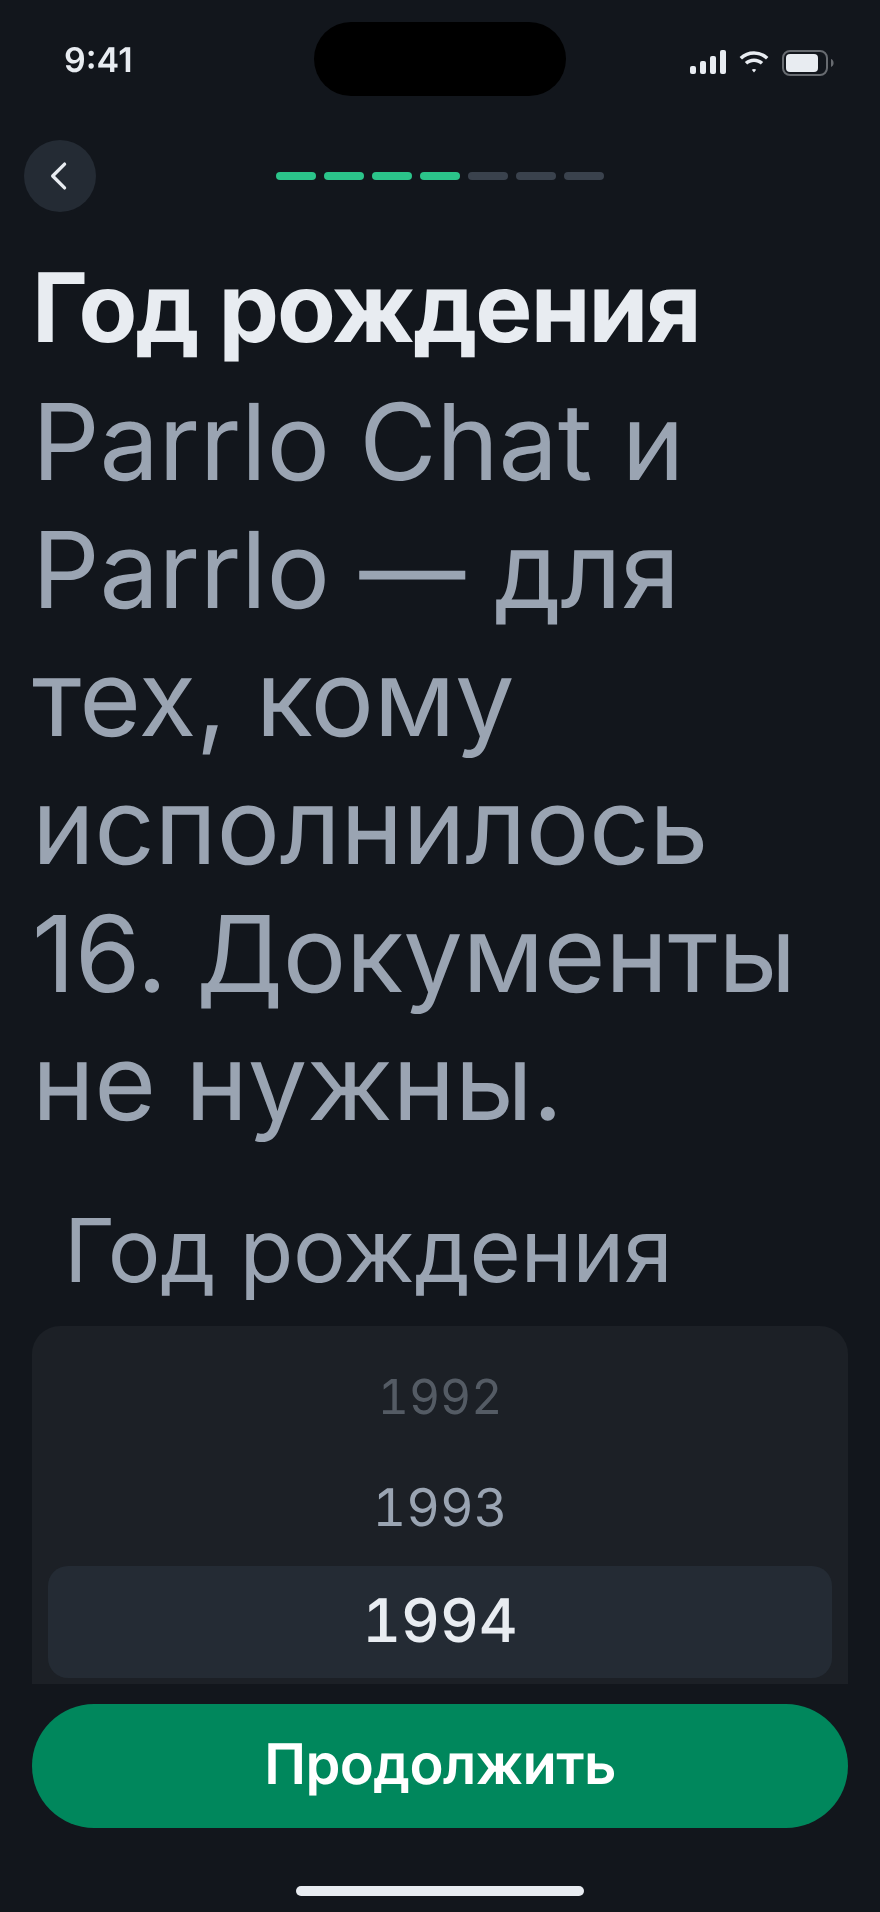 9:41
Год рождения
Parrlo Chat и
Parrlo — для
тех, кому
исполнилось
16. Документы
не нужны.
Год рождения
1992
1993
1994
Продолжить